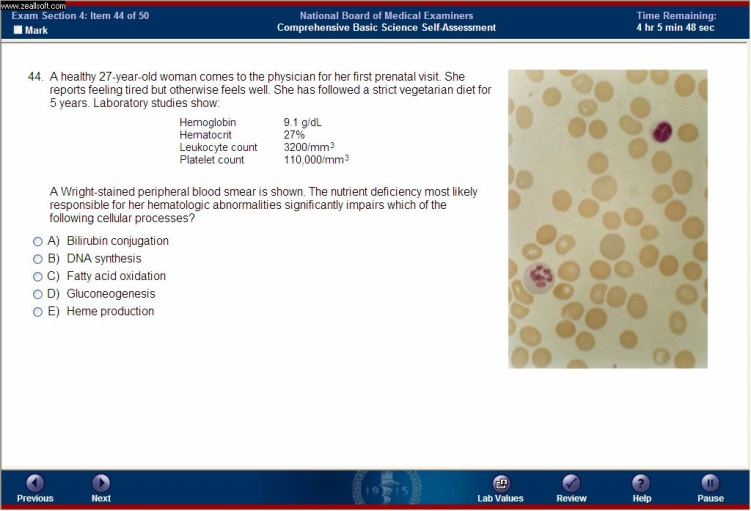 www.zeallsoft.com
Exam Section 4: Item 44 of 50
National Board of Medical Examiners
Time Remaining:
Mark
Comprehensive Basic Science Self-Assessment
4 hr 5 min 48 sec
44. A healthy 27-year-old woman comes to the physician for her first prenatal visit. She
reports feeling tired but otherwise feels well. She has followed a strict vegetarian diet for
5 years. Laboratory studies show:
Hemoglobin 9.1 g/dL
Hematocrit 27%
Leukocyte count 3200/mm³
Platelet count 110,000/mm³
A Wright-stained peripheral blood smear is shown. The nutrient deficiency most likely
responsible for her hematologic abnormalities significantly impairs which of the
following cellular processes?
A) Bilirubin conjugation
B) DNA synthesis
C) Fatty acid oxidation
D) Gluconeogenesis
E) Heme production
1915
Previous
Next
Lab Values
Review
Help
Pause